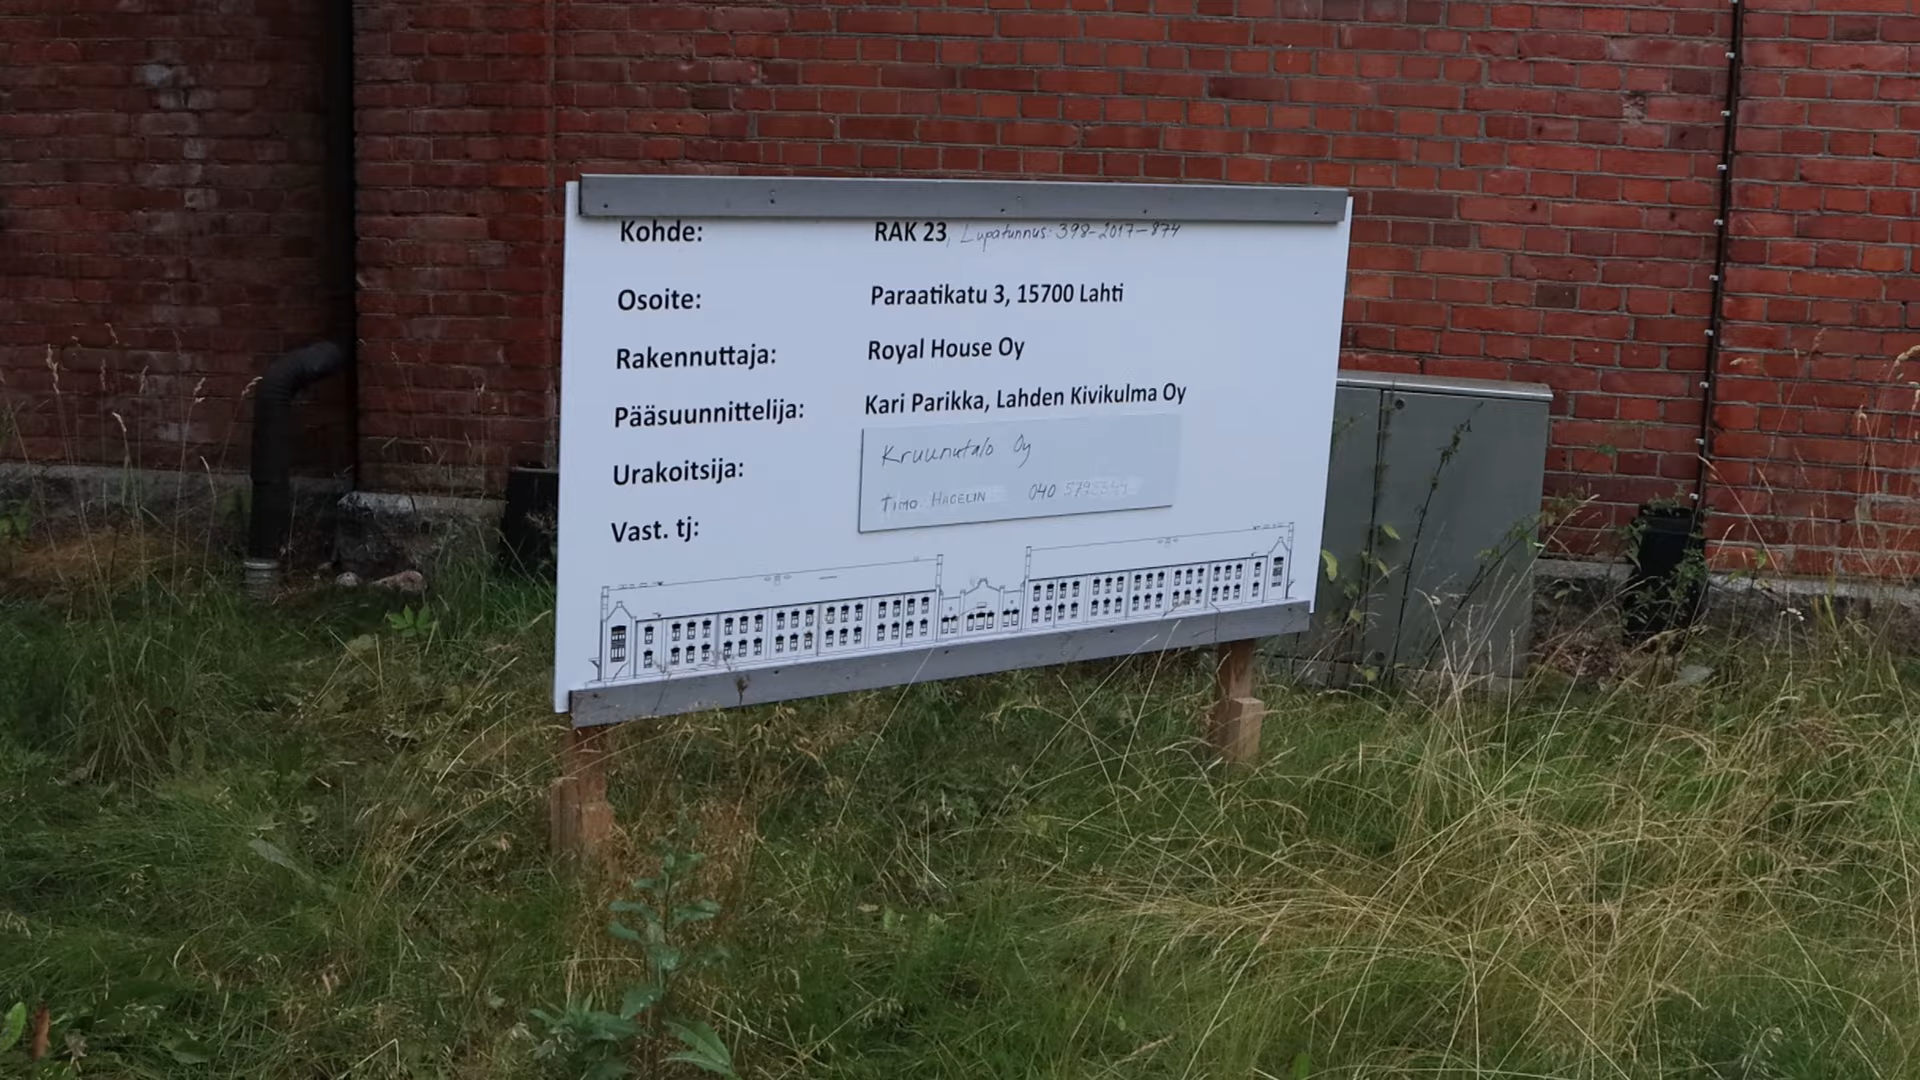 Kohde: RAK 23, Lupatunnus: 398-2017-874
Osoite: Paraatikatu 3, 15700 Lahti
Rakennuttaja: Royal House Oy
Pääsuunnittelija: Kari Parikka, Lahden Kivikulma Oy
Urakoitsija: Kruunutalo Oy
Vast. tj: TIMO HAGELIN 040